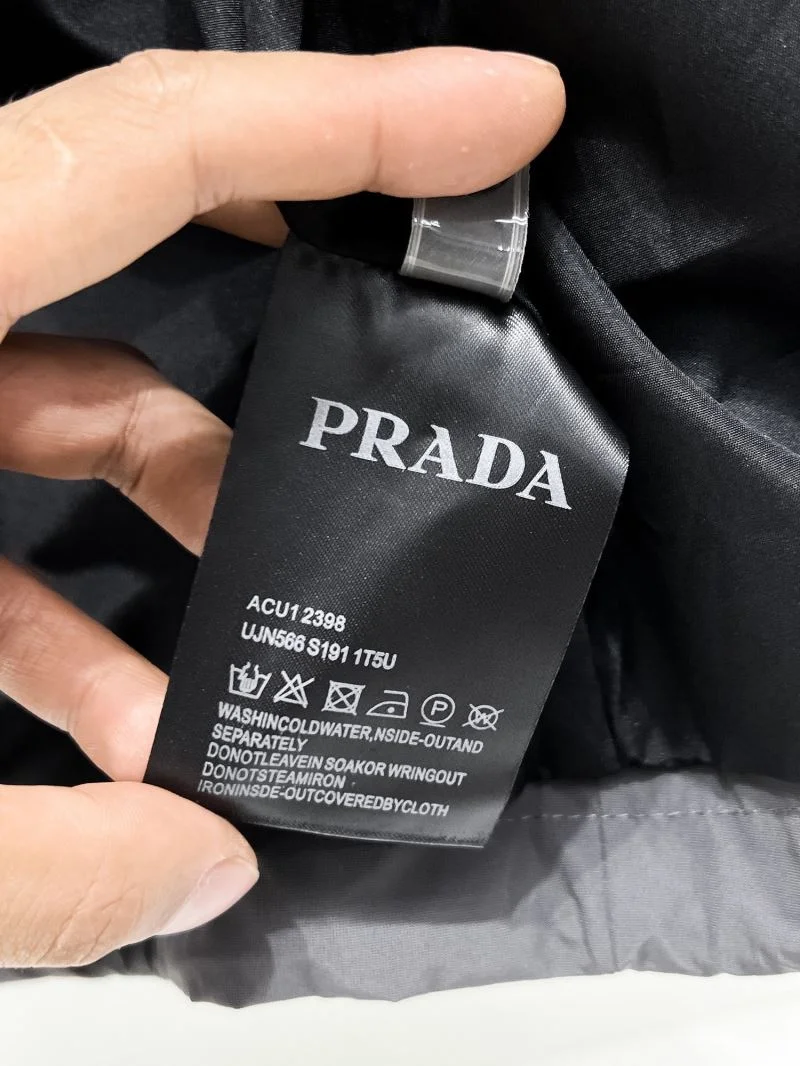 PRADA
ACU1 2398
UJN566 S191 1T5U
P
W
WASHINCOLDWATER,NSIDE-OUTAND
SEPARATELY
DONOTLEAVEIN SOAKOR WRINGOUT
DONOTSTEAMIRON .
IRONINSDE-OUTCOVEREDBYCLOTH